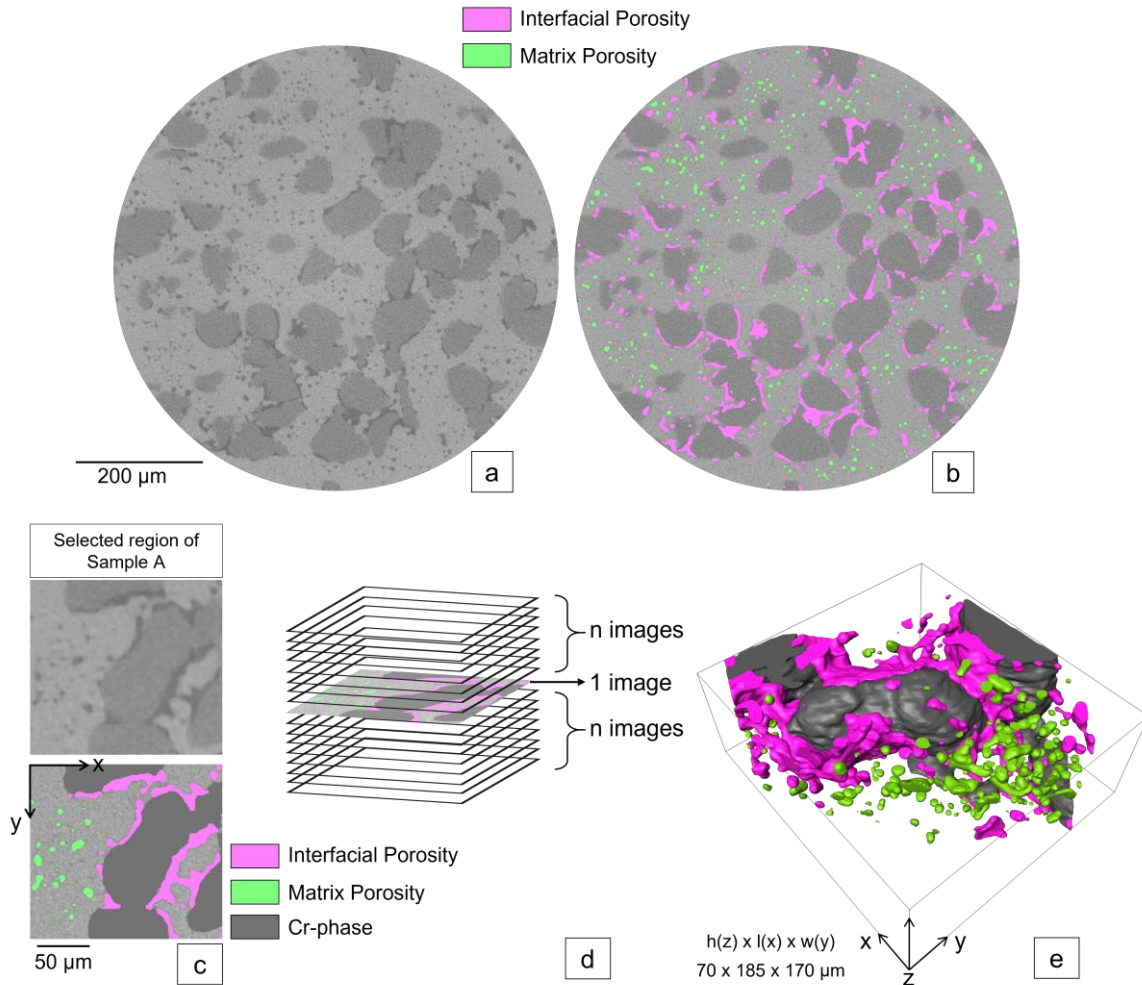 Interfacial Porosity
Matrix Porosity
200 µm
a
b
Selected region of
Sample A
x
y
50 µm
c
Interfacial Porosity
Matrix Porosity
Cr-phase
n images
1 image
n images
d
h(z) x l(x) x w(y)
70 x 185 x 170 µm
x
y
z
e